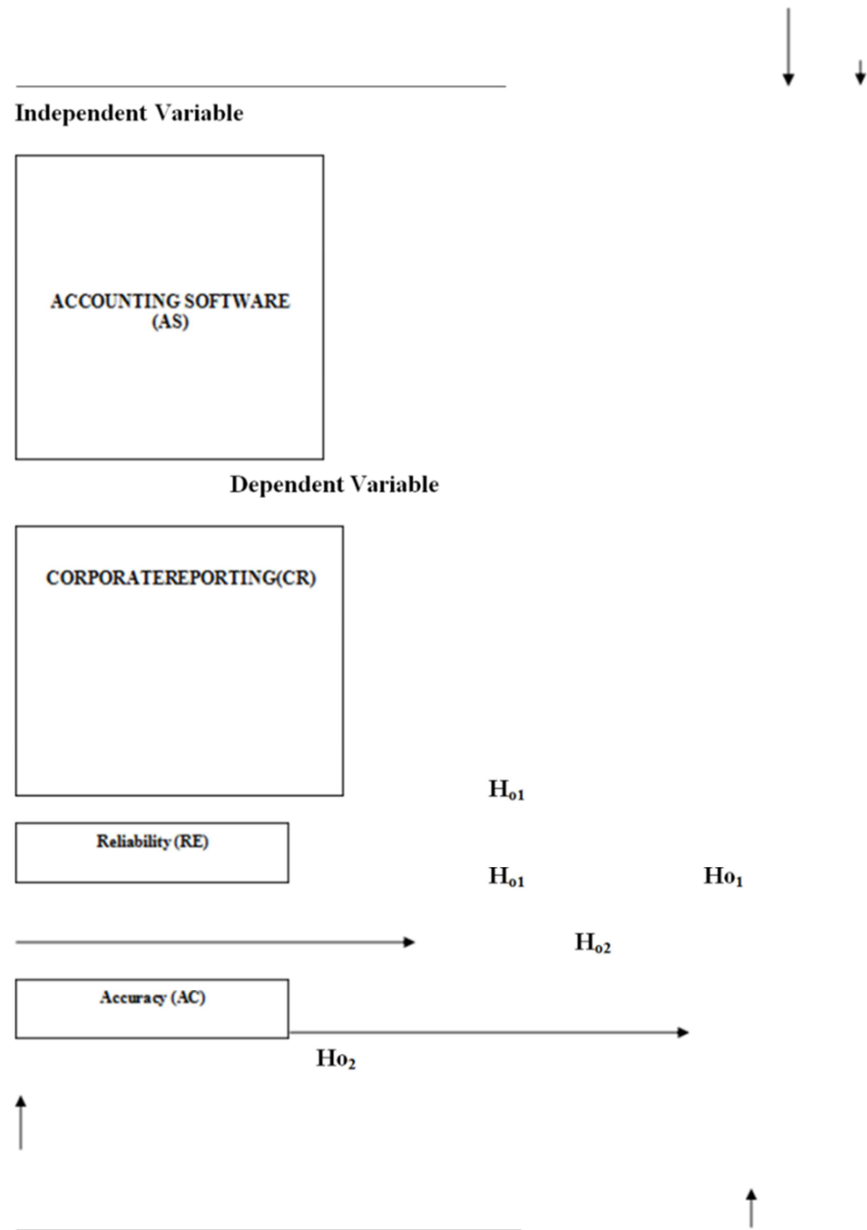 Independent Variable
ACCOUNTING SOFTWARE
(AS)
Dependent Variable
CORPORATEREPORTING(CR)
Ho1
Reliability (RE)
Ho1 Ho1
Ho2
Accuracy (AC)
Ho2